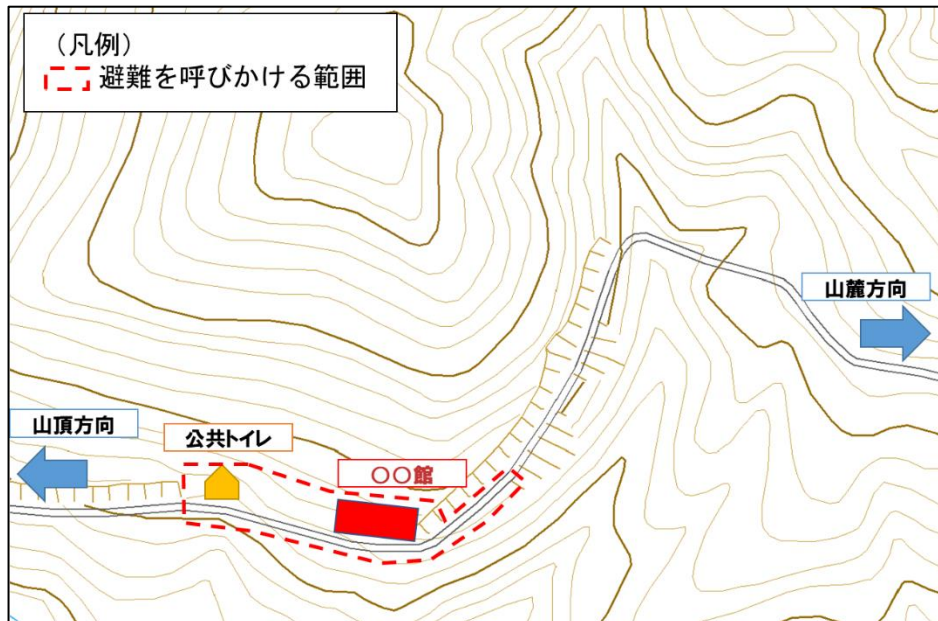 （凡例）
避難を呼びかける範囲
山麓方向
山頂方向
公共トイレ
〇〇館